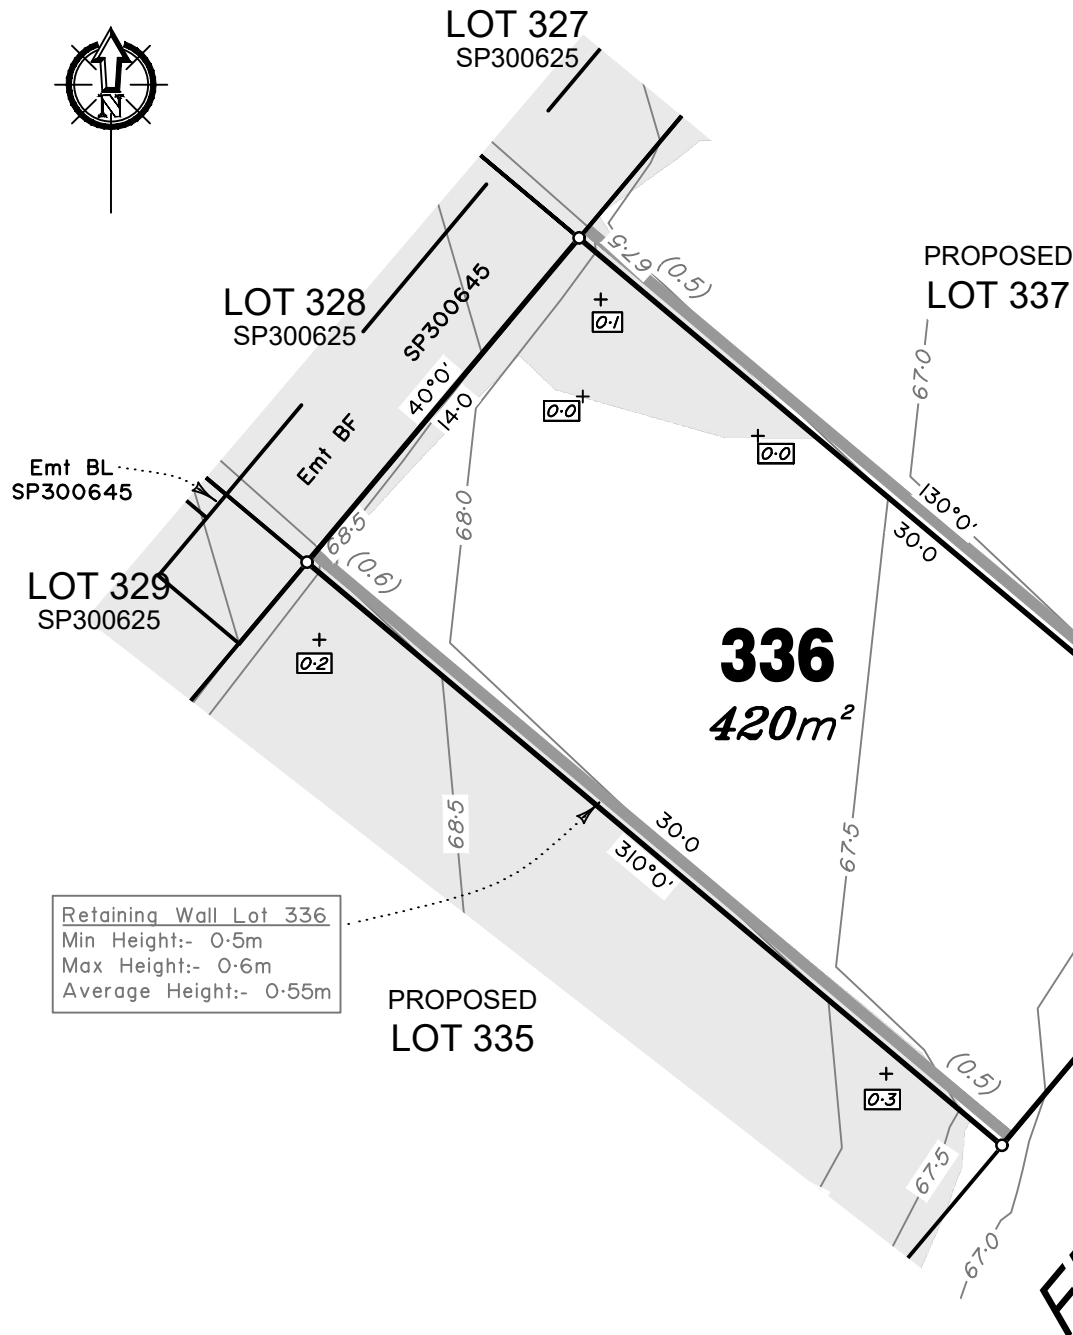 LOT 327
SP300625
N
PROPOSED
LOT 337
67·5
(0.5)
0·1
LOT 328
SP300625
SP300645
40°0'
14·0
0·0
0·0
67·0
Emt BF
Emt BL
SP300645
68·0
68·5
(0.6)
130°0'
30·0
LOT 329
SP300625
0·2
336
420m²
68·5
30·0
310°0'
67·5
Retaining Wall Lot 336
Min Height:- 0·5m
Max Height:- 0·6m
Average Height:- 0·55m
PROPOSED
LOT 335
(0.5)
0·3
67·5
67·0